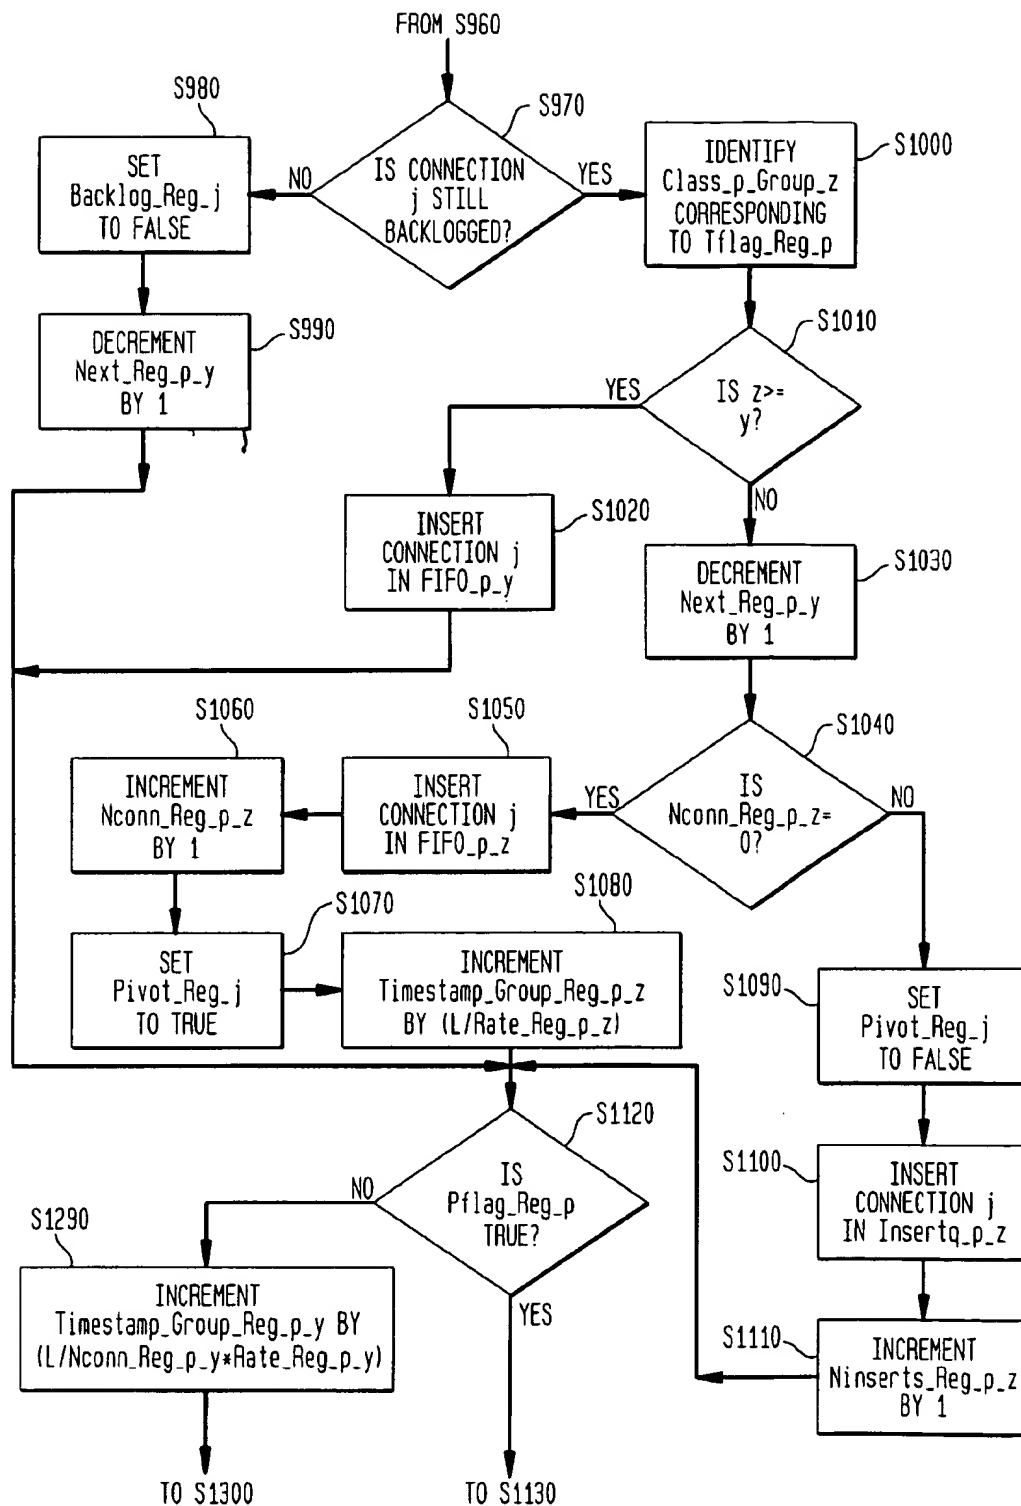 FROM S960
S980
S970
S1000
SET
Backlog_Reg_j
TO FALSE
NO
IS CONNECTION
j STILL
BACKLOGGED?
YES
IDENTIFY
Class_p_Group_z
CORRESPONDING
TO Tflag_Reg_p
S990
DECREMENT
Next_Reg_p_y
BY 1
S1010
YES
IS z>=
y?
NO
S1020
INSERT
CONNECTION j
IN FIFO_p_y
S1030
DECREMENT
Next_Reg_p_y
BY 1
S1060
S1050
S1040
INCREMENT
Nconn_Reg_p_z
BY 1
INSERT
CONNECTION j
IN FIFO_p_z
YES
IS
Nconn_Reg_p_z=
0?
NO
S1070
S1080
SET
Pivot_Reg_j
TO TRUE
INCREMENT
Timestamp_Group_Reg_p_z
BY (L/Rate_Reg_p_z)
S1090
SET
Pivot_Reg_j
TO FALSE
S1120
NO
IS
Pflag_Reg_p
TRUE?
YES
S1100
INSERT
CONNECTION j
IN Insertq_p_z
S1290
INCREMENT
Timestamp_Group_Reg_p_y BY
(L/Nconn_Reg_p_y*Rate_Reg_p_y)
S1110
INCREMENT
Ninserts_Reg_p_z
BY 1
TO S1300
TO S1130